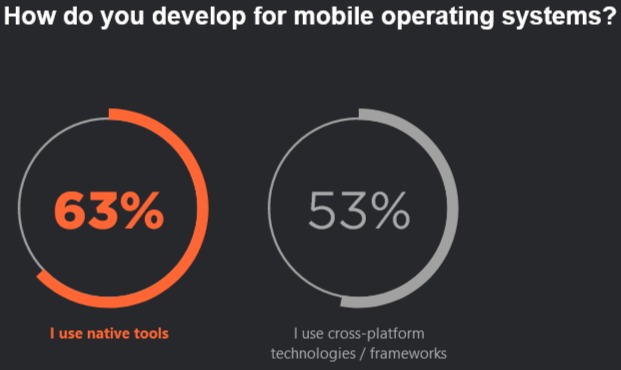 How do you develop for mobile operating systems?
63%
53%
I use native tools
I use cross-platform
technologies / frameworks